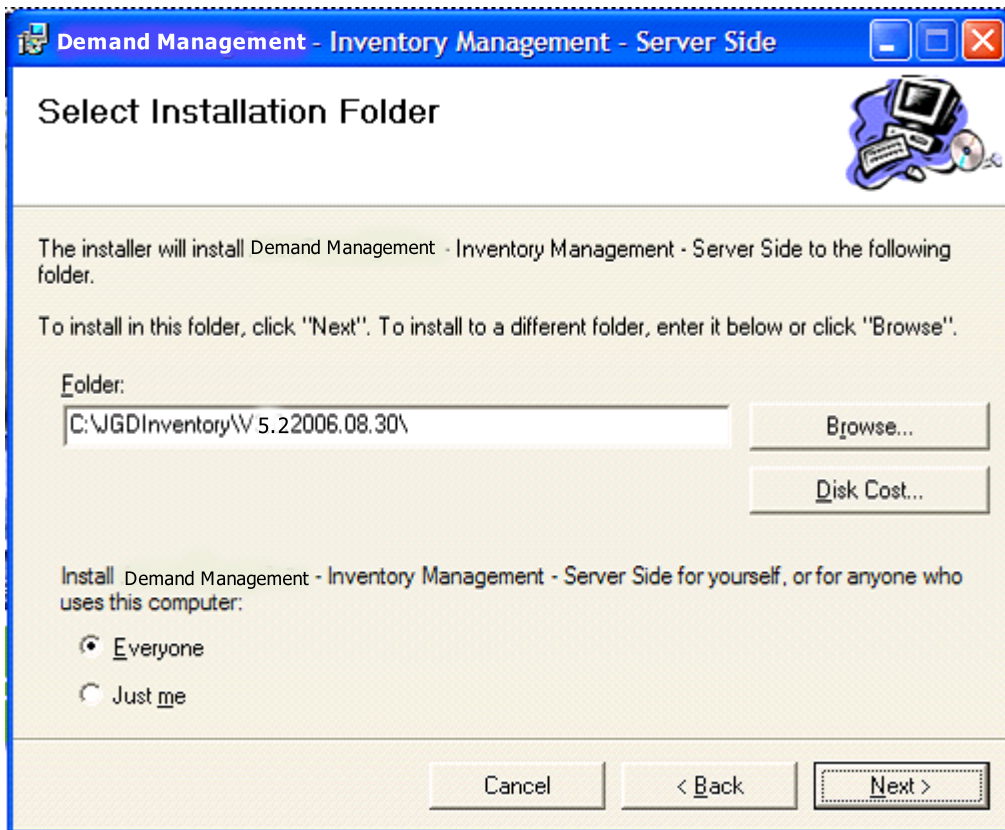 Demand Management - Inventory Management - Server Side
Select Installation Folder
The installer will install Demand Management - Inventory Management - Server Side to the following
folder.
To install in this folder, click "Next". To install to a different folder, enter it below or click "Browse".
Folder:
C:\JGDInventory\V 5.22006.08.30\
Browse...
Disk Cost...
Install Demand Management - Inventory Management - Server Side for yourself, or for anyone who
uses this computer:
Everyone
Just me
Cancel
< Back
Next >